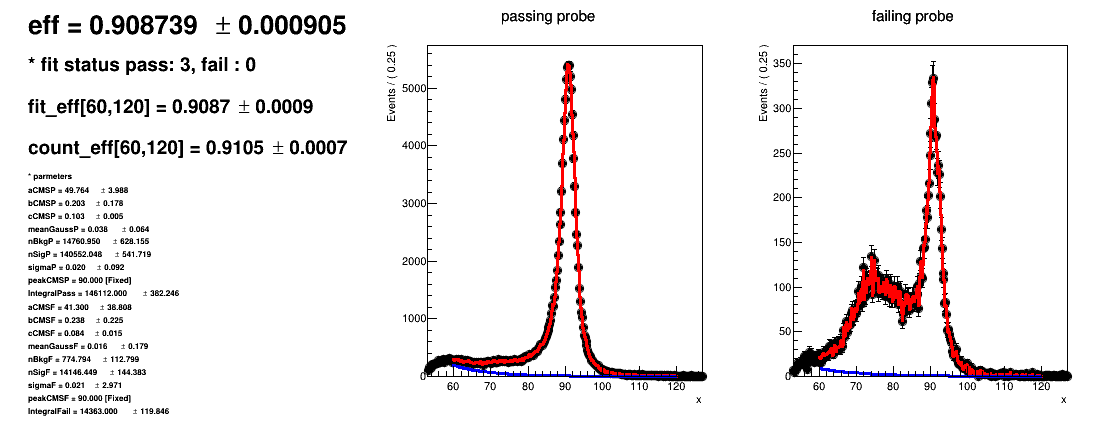 eff = 0.908739 ± 0.000905
* fit status pass: 3, fail : 0
fit_eff[60,120] = 0.9087 ± 0.0009
count_eff[60,120] = 0.9105 ± 0.0007
* parmeters
aCMSP = 49.764 ± 3.988
bCMSP = 0.203 ± 0.178
cCMSP = 0.103 ± 0.005
meanGaussP = 0.038 ± 0.064
nBkgP = 14760.950 ± 628.155
nSigP = 140552.048 ± 541.719
sigmaP = 0.020 ± 0.092
peakCMSP = 90.000 [Fixed]
IntegralPass = 146112.000 ± 382.246
aCMSF = 41.300 ± 38.808
bCMSF = 0.238 ± 0.225
cCMSF = 0.084 ± 0.015
meanGaussF = 0.016 ± 0.179
nBkgF = 774.794 ± 112.799
nSigF = 14146.449 ± 144.383
sigmaF = 0.021 ± 2.971
peakCMSF = 90.000 [Fixed]
IntegralFail = 14363.000 ± 119.846
passing probe
Events / ( 0.25 )
5000
4000
3000
2000
1000
0
60 70 80 90 100 110 120
x
failing probe
Events / ( 0.25 )
350
300
250
200
150
100
50
0
60 70 80 90 100 110 120
x